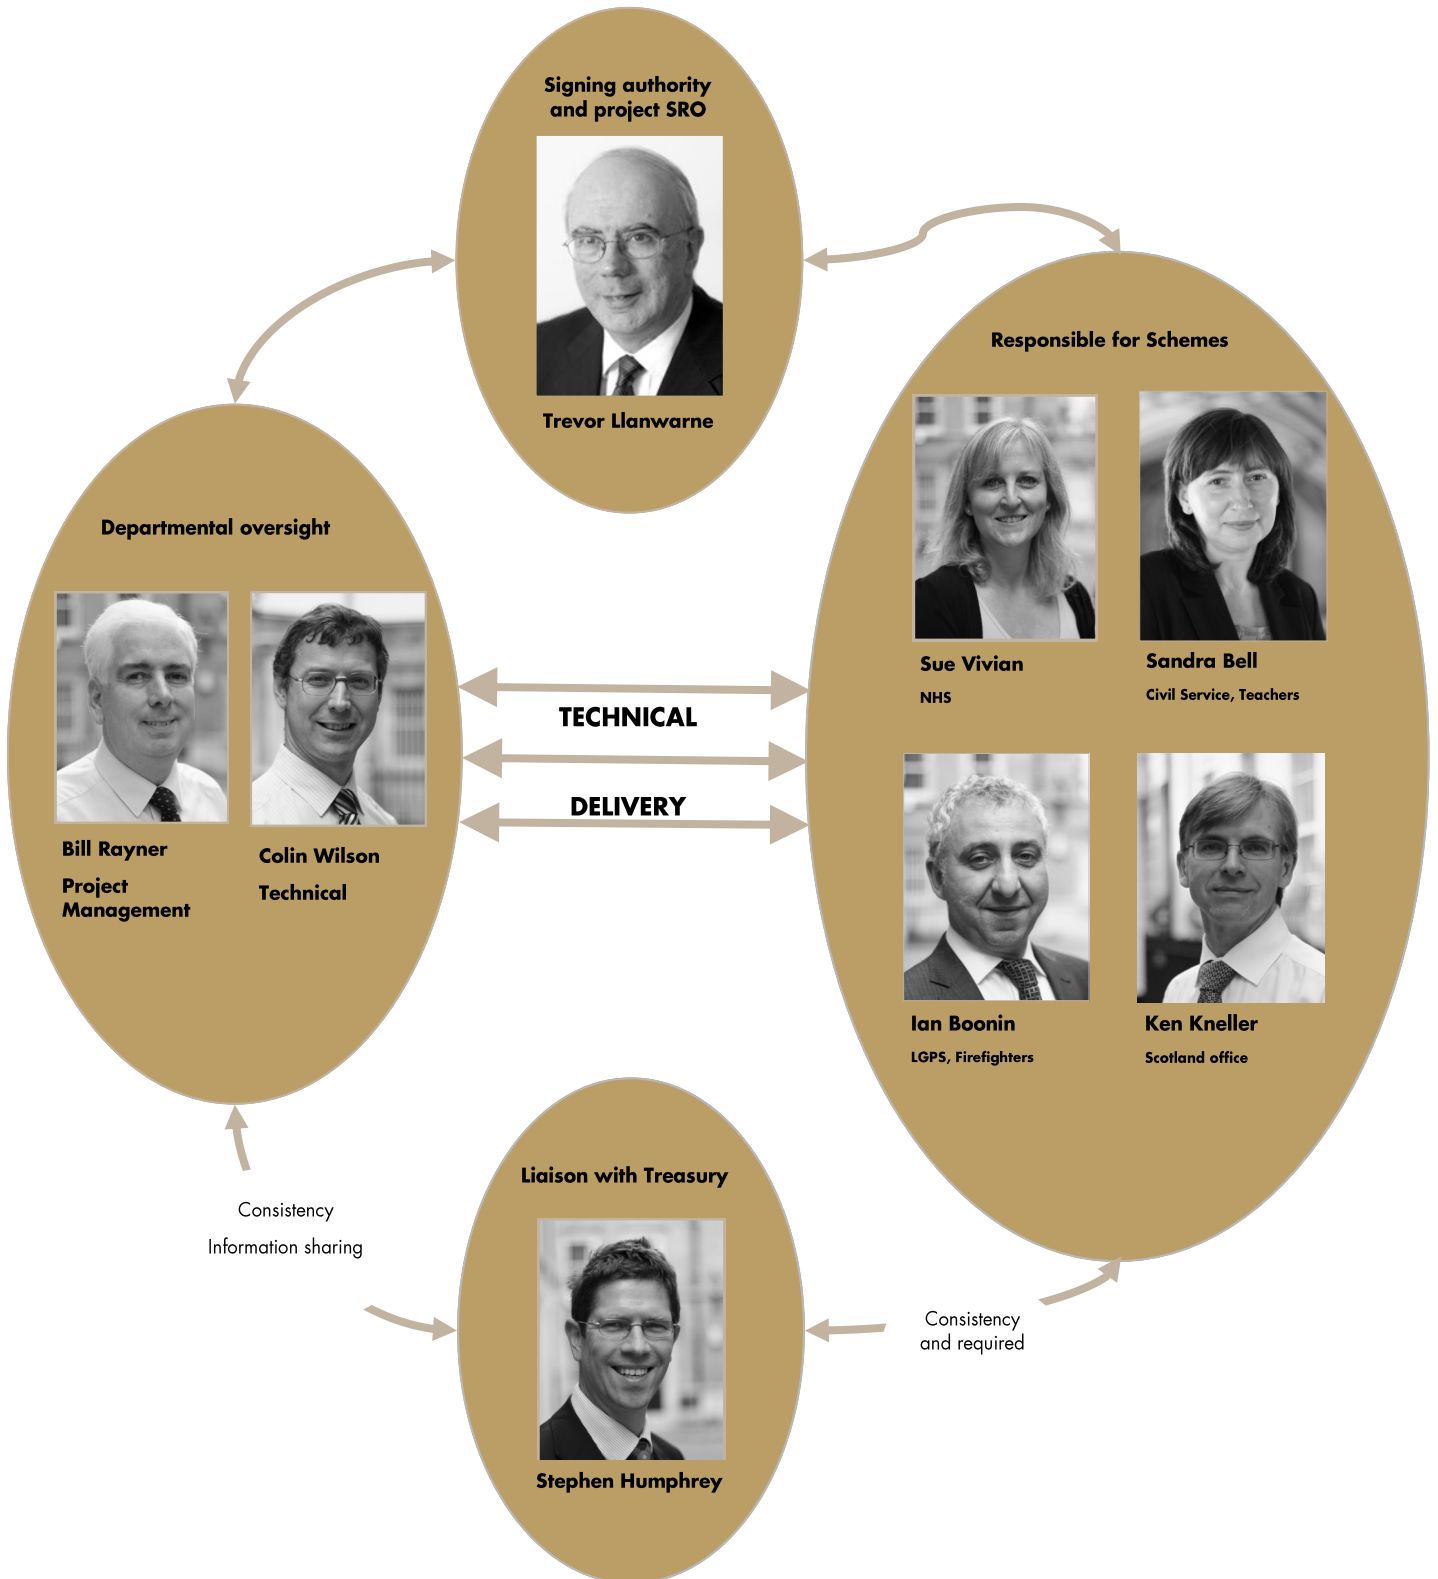 Signing authority
and project SRO
Trevor Llanwarne
Responsible for Schemes
Sue Vivian
NHS
Sandra Bell
Civil Service, Teachers
Departmental oversight
Bill Rayner
Project
Management
Colin Wilson
Technical
TECHNICAL
DELIVERY
Ian Boonin
LGPS, Firefighters
Ken Kneller
Scotland office
Consistency
Information sharing
Liaison with Treasury
Stephen Humphrey
Consistency
and required